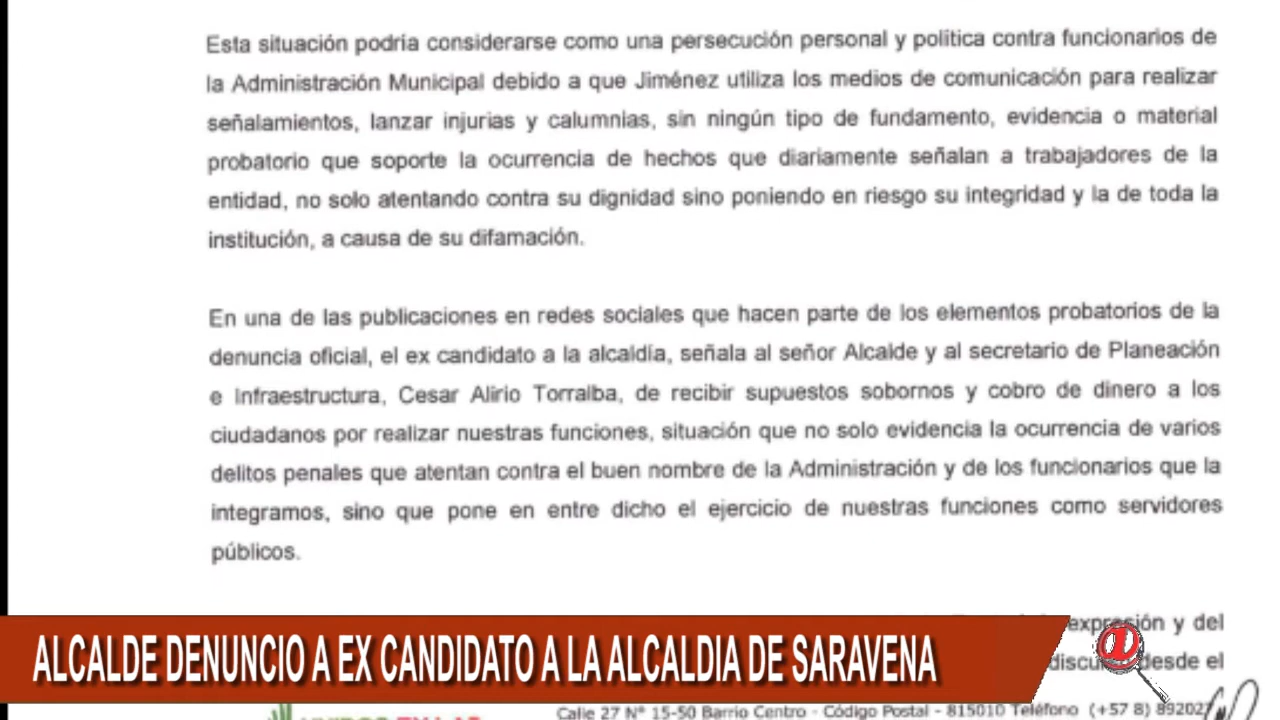 Esta situación podría considerarse como una persecución personal y política contra funcionarios de
la Administración Municipal debido a que Jiménez utiliza los medios de comunicación para realizar
señalamientos, lanzar injurias y calumnias, sin ningún tipo de fundamento, evidencia o material
probatorio que soporte la ocurrencia de hechos que diariamente señalan a trabajadores de la
entidad, no solo atentando contra su dignidad sino poniendo en riesgo su integridad y la de toda la
institución, a causa de su difamación.
En una de las publicaciones en redes sociales que hacen parte de los elementos probatorios de la
denuncia oficial, el ex candidato a la alcaldía, señala al señor Alcalde y al secretario de Planeación
e Infraestructura, Cesar Alirio Torralba, de recibir supuestos sobornos y cobro de dinero a los
ciudadanos por realizar nuestras funciones, situación que no solo evidencia la ocurrencia de varios
delitos penales que atentan contra el buen nombre de la Administración y de los funcionarios que la
integramos, sino que pone en entre dicho el ejercicio de nuestras funciones como servidores
públicos.
expresión y del
desde el
ALCALDE DENUNCIO A EX CANDIDATO A LA ALCALDIA DE SARAVENA
Calle 27 N° 15-50 Barrio Centro - Código Postal - 815010 Teléfono (+57 8)